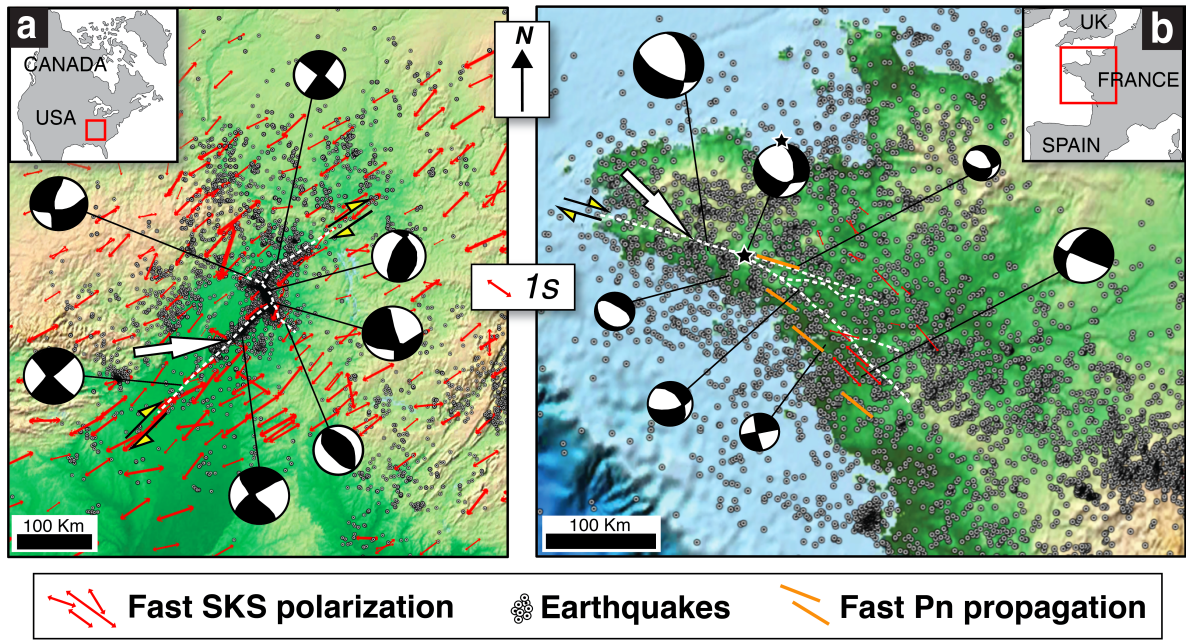 a
CANADA
USA
N
1s
100 Km
b
UK
FRANCE
SPAIN
100 Km
Fast SKS polarization
Earthquakes
Fast Pn propagation